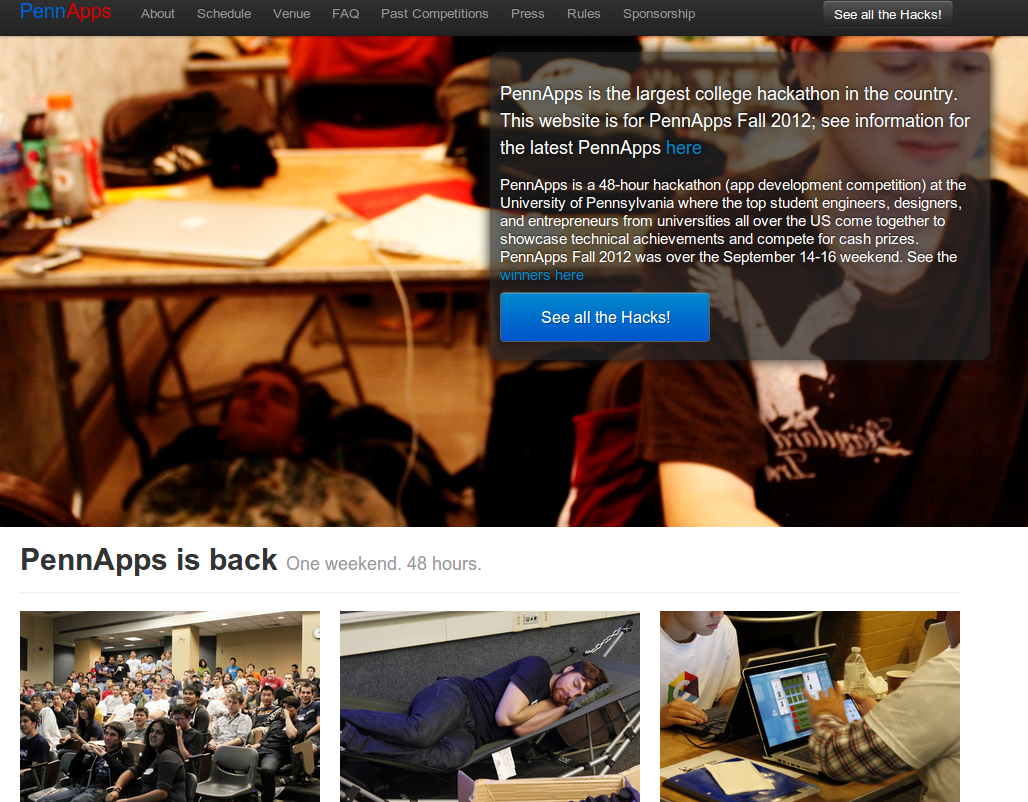 PennApps About Schedule Venue FAQ Past Competitions Press Rules Sponsorship See all the Hacks!
PennApps is the largest college hackathon in the country.
This website is for PennApps Fall 2012; see information for
the latest PennApps here
PennApps is a 48-hour hackathon (app development competition) at the
University of Pennsylvania where the top student engineers, designers,
and entrepreneurs from universities all over the US come together to
showcase technical achievements and compete for cash prizes.
PennApps Fall 2012 was over the September 14-16 weekend. See the
winners here
See all the Hacks!
PennApps is back One weekend. 48 hours.